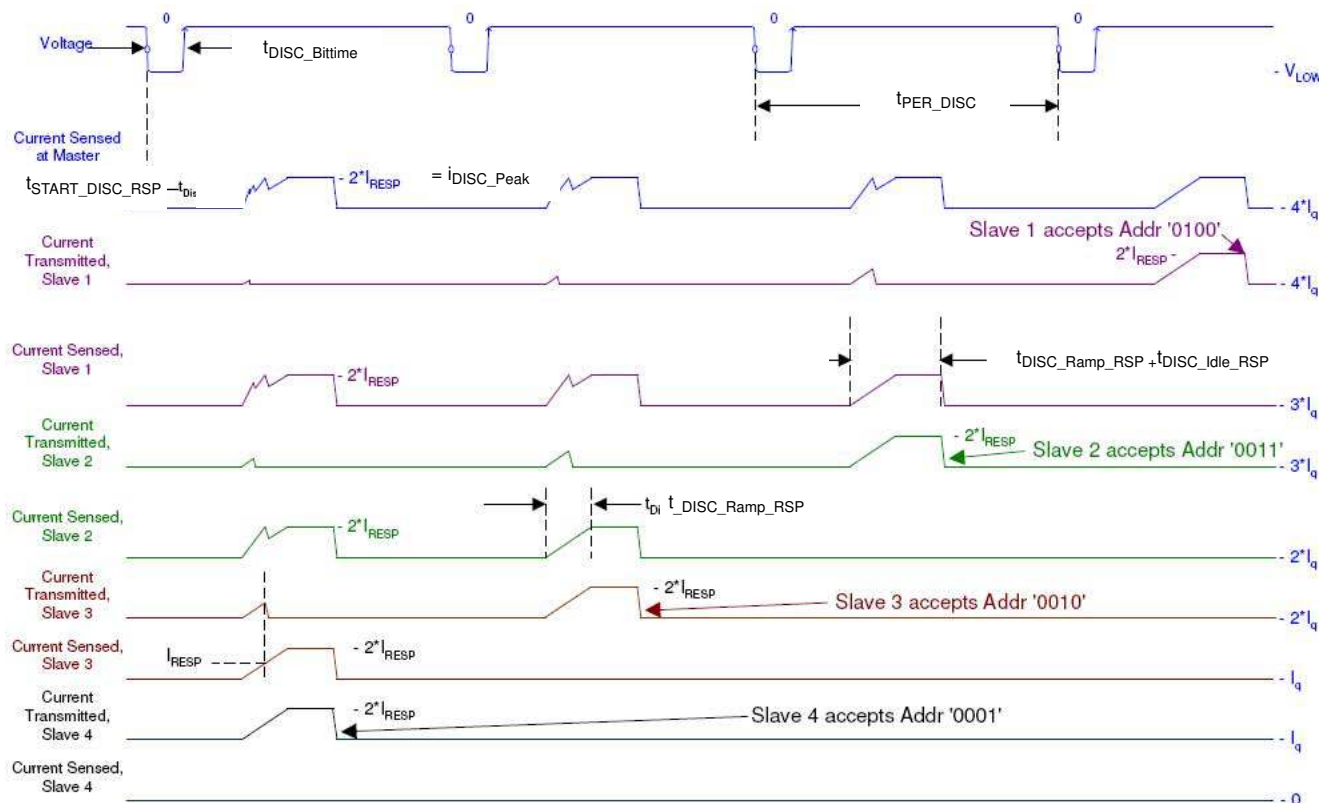 0 0 0 0
Voltage
tDISC_Bittime
- VLOW
tPER_DISC
Current Sensed
at Master
tSTART_DISC_RSP –tDis
- 2*IRESP
= iDISC_Peak
- 4*Iq
Slave 1 accepts Addr '0100'
Current
Transmitted,
Slave 1
2*IRESP -
- 4*Iq
Current Sensed,
Slave 1
tDISC_Ramp_RSP +tDISC_Idle_RSP
- 2*IRESP
- 3*Iq
Current
Transmitted,
Slave 2
- 2*IRESP
Slave 2 accepts Addr '0011'
- 3*Iq
tDi t_DISC_Ramp_RSP
Current Sensed,
Slave 2
- 2*IRESP
- 2*Iq
Current
Transmitted,
Slave 3
- 2*IRESP
Slave 3 accepts Addr '0010'
- 2*Iq
Current Sensed,
Slave 3
IRESP
- 2*IRESP
- Iq
Current
Transmitted,
Slave 4
- 2*IRESP
Slave 4 accepts Addr '0001'
- Iq
Current Sensed,
Slave 4
- 0